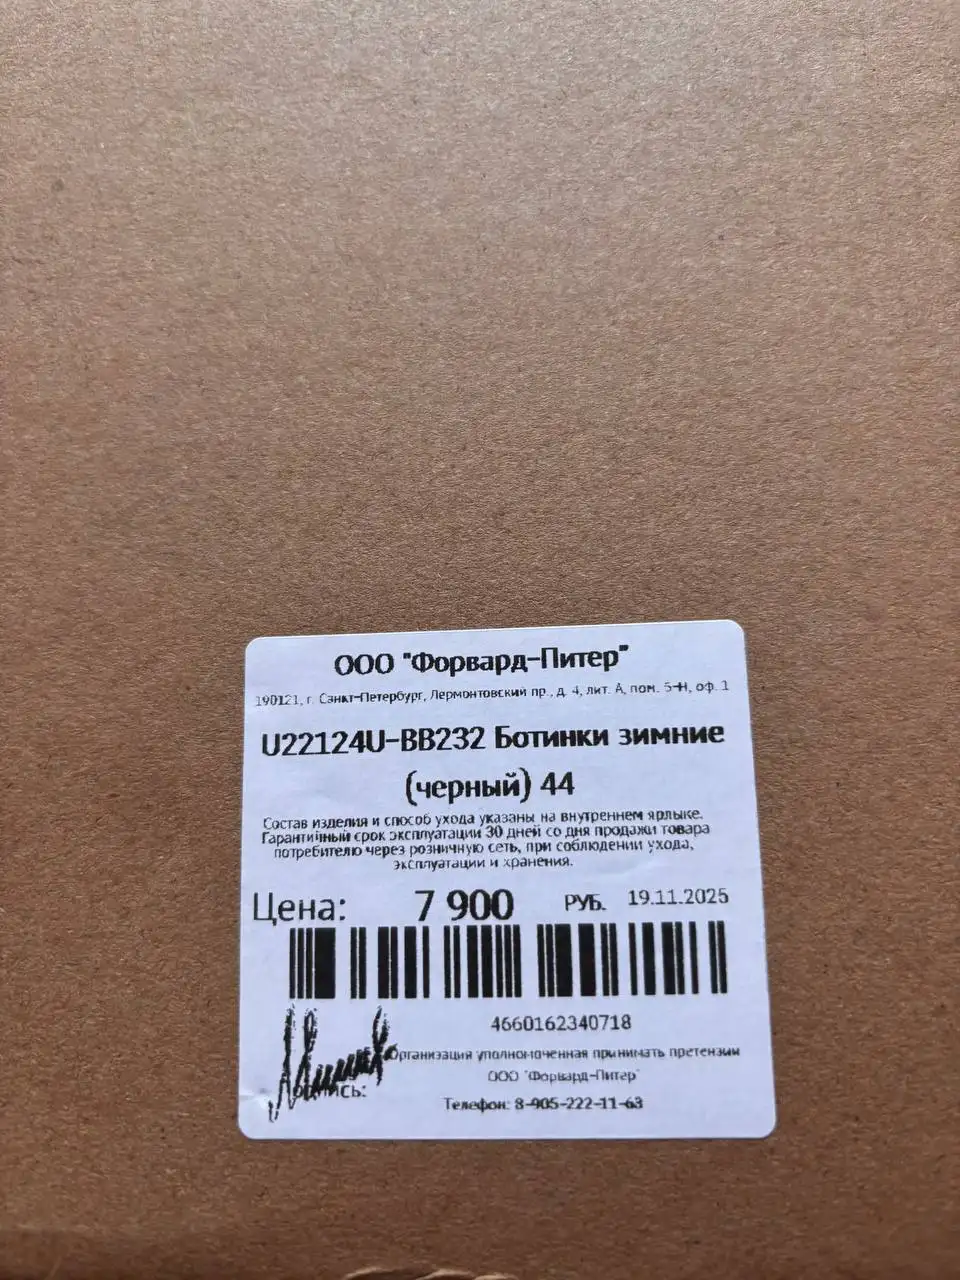 ООО "Форвард-Питер"
190121, г. Санкт-Петербург, Лермонтовский пр., д. 4, лит. А, пом. 5-Н, оф. 1
U22124U-BB232 Ботинки зимние
(черный) 44
Состав изделия и способ ухода указаны на внутреннем ярлыке.
Гарантийный срок эксплуатации 30 дней со дня продажи товара
потребителю через розничную сеть, при соблюдении ухода,
эксплуатации и хранения.
Цена: 7 900 РУБ. 19.11.2025
4660162340718
Организация уполномоченная принимать претензии
ООО "Форвард-Питер"
Телефон: 8-905-222-11-63